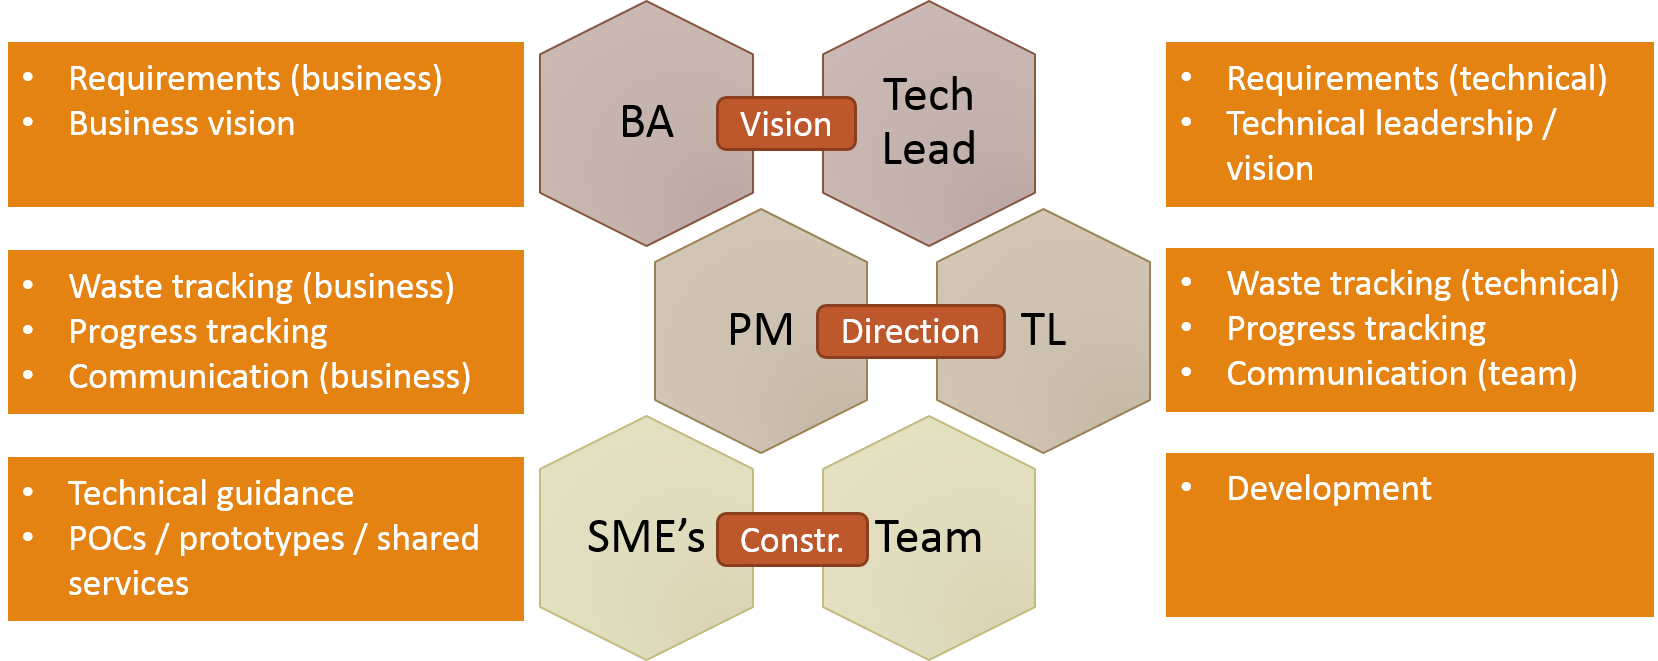 • Requirements (business)
• Business vision
BA
Vision
Tech
Lead
• Requirements (technical)
• Technical leadership /
vision
• Waste tracking (business)
• Progress tracking
• Communication (business)
PM
Direction
TL
• Waste tracking (technical)
• Progress tracking
• Communication (team)
• Technical guidance
• POCs / prototypes / shared
services
SME’s
Constr.
Team
• Development